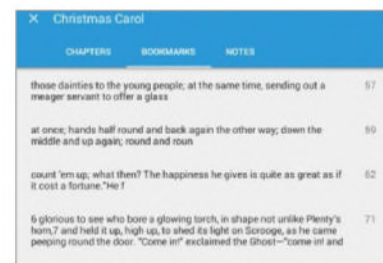 × Christmas Carol
CHAPTERS BOOKMARKS NOTES
those dainties to the young people; at the same time, sending out a 57
meager servant to offer a glass
at once; hands half round and back again the other way; down the 59
middle and up again; round and roun
count 'em up; what then? The happiness he gives is quite as great as if 62
it cost a fortune."He f
6 glorious to see who bore a glowing torch, in shape not unlike Plenty's 71
horn,7 and held it up, high up, to shed its light on Scrooge, as he came
peeping round the door. "Come in!" exclaimed the Ghost—"come in! and